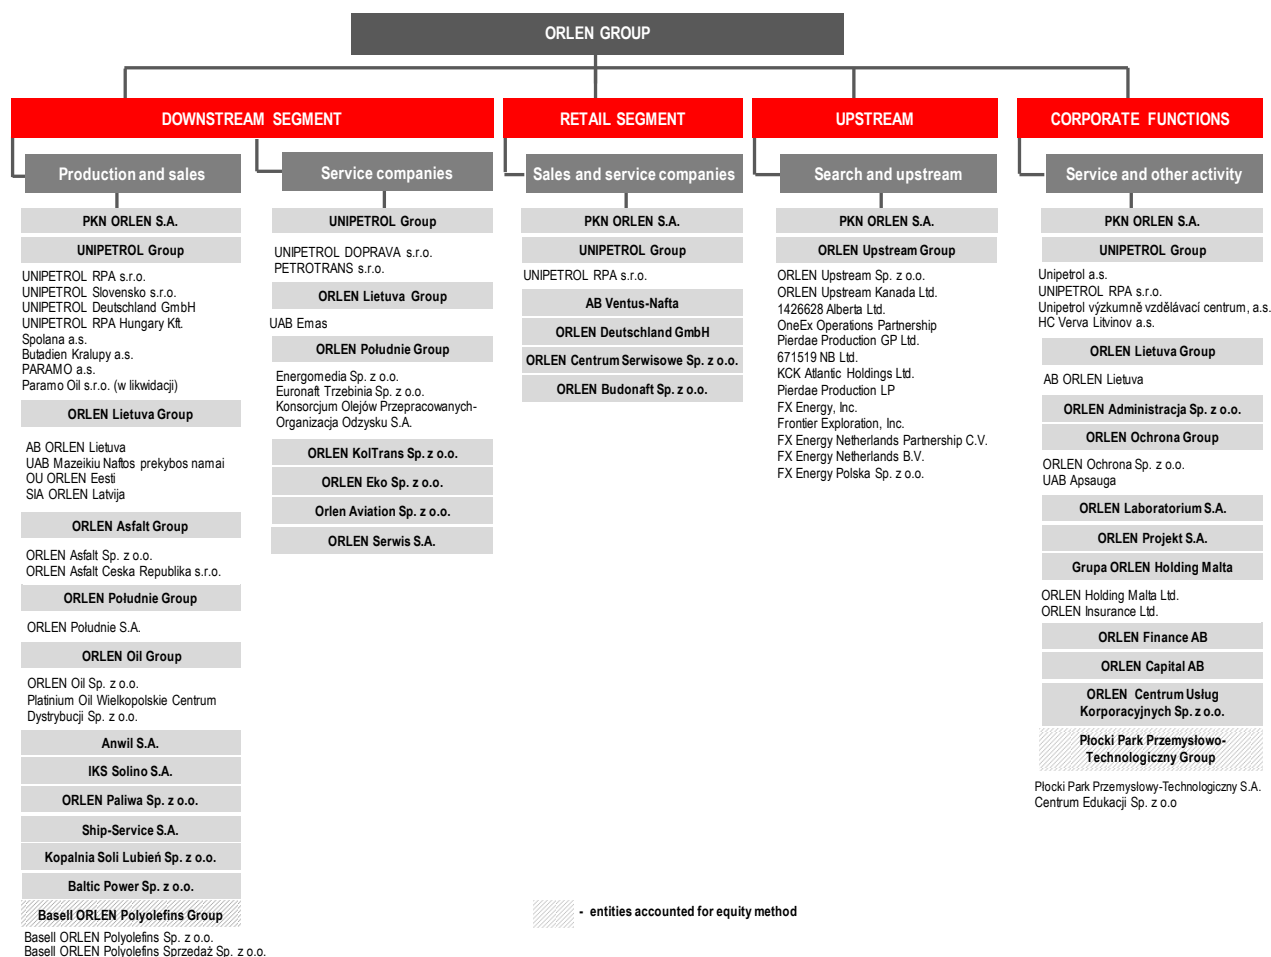 ORLEN GROUP
DOWNSTREAM SEGMENT
RETAIL SEGMENT
UPSTREAM
CORPORATE FUNCTIONS
Production and sales
Service companies
Sales and service companies
Search and upstream
Service and other activity
PKN ORLEN S.A.
UNIPETROL Group
UNIPETROL RPA s.r.o.
UNIPETROL Slovensko s.r.o.
UNIPETROL Deutschland GmbH
UNIPETROL RPA Hungary Kft.
Spolana a.s.
Butadien Kralupy a.s.
PARAMO a.s.
Paramo Oil s.r.o. (w likwidacji)
ORLEN Lietuva Group
AB ORLEN Lietuva
UAB Mazeikiu Naftos prekybos namai
OU ORLEN Eesti
SIA ORLEN Latvija
ORLEN Asfalt Group
ORLEN Asfalt Sp. z o.o.
ORLEN Asfalt Ceska Republika s.r.o.
ORLEN Południe Group
ORLEN Południe S.A.
ORLEN Oil Group
ORLEN Oil Sp. z o.o.
Platinium Oil Wielkopolskie Centrum
Dystrybucji Sp. z o.o.
Anwil S.A.
IKS Solino S.A.
ORLEN Paliwa Sp. z o.o.
Ship-Service S.A.
Kopalnia Soli Lubień Sp. z o.o.
Baltic Power Sp. z o.o.
Basell ORLEN Polyolefins Group
Basell ORLEN Polyolefins Sp. z o.o.
Basell ORLEN Polyolefins Sprzedaż Sp. z o.o.
UNIPETROL Group
UNIPETROL DOPRAVA s.r.o.
PETROTRANS s.r.o.
ORLEN Lietuva Group
UAB Emas
ORLEN Południe Group
Energomedia Sp. z o.o.
Euronaft Trzebinia Sp. z o.o.
Konsorcjum Olejów Przepracowanych-
Organizacja Odzysku S.A.
ORLEN KolTrans Sp. z o.o.
ORLEN Eko Sp. z o.o.
Orlen Aviation Sp. z o.o.
ORLEN Serwis S.A.
PKN ORLEN S.A.
UNIPETROL Group
UNIPETROL RPA s.r.o.
AB Ventus-Nafta
ORLEN Deutschland GmbH
ORLEN Centrum Serwisowe Sp. z o.o.
ORLEN Budonaft Sp. z o.o.
PKN ORLEN S.A.
ORLEN Upstream Group
ORLEN Upstream Sp. z o.o.
ORLEN Upstream Kanada Ltd.
1426628 Alberta Ltd.
OneEx Operations Partnership
Pierdae Production GP Ltd.
671519 NB Ltd.
KCK Atlantic Holdings Ltd.
Pierdae Production LP
FX Energy, Inc.
Frontier Exploration, Inc.
FX Energy Netherlands Partnership C.V.
FX Energy Netherlands B.V.
FX Energy Polska Sp. z o.o.
PKN ORLEN S.A.
UNIPETROL Group
Unipetrol a.s.
UNIPETROL RPA s.r.o.
Unipetrol výzkumně vzdělávací centrum, a.s.
HC Verva Litvinov a.s.
ORLEN Lietuva Group
AB ORLEN Lietuva
ORLEN Administracja Sp. z o.o.
ORLEN Ochrona Group
ORLEN Ochrona Sp. z o.o.
UAB Apsauga
ORLEN Laboratorium S.A.
ORLEN Projekt S.A.
Grupa ORLEN Holding Malta
ORLEN Holding Malta Ltd.
ORLEN Insurance Ltd.
ORLEN Finance AB
ORLEN Capital AB
ORLEN Centrum Usług
Korporacyjnych Sp. z o.o.
Płocki Park Przemysłowo-
Technologiczny Group
Płocki Park Przemysłowy-Technologiczny S.A.
Centrum Edukacji Sp. z o.o
- entities accounted for equity method